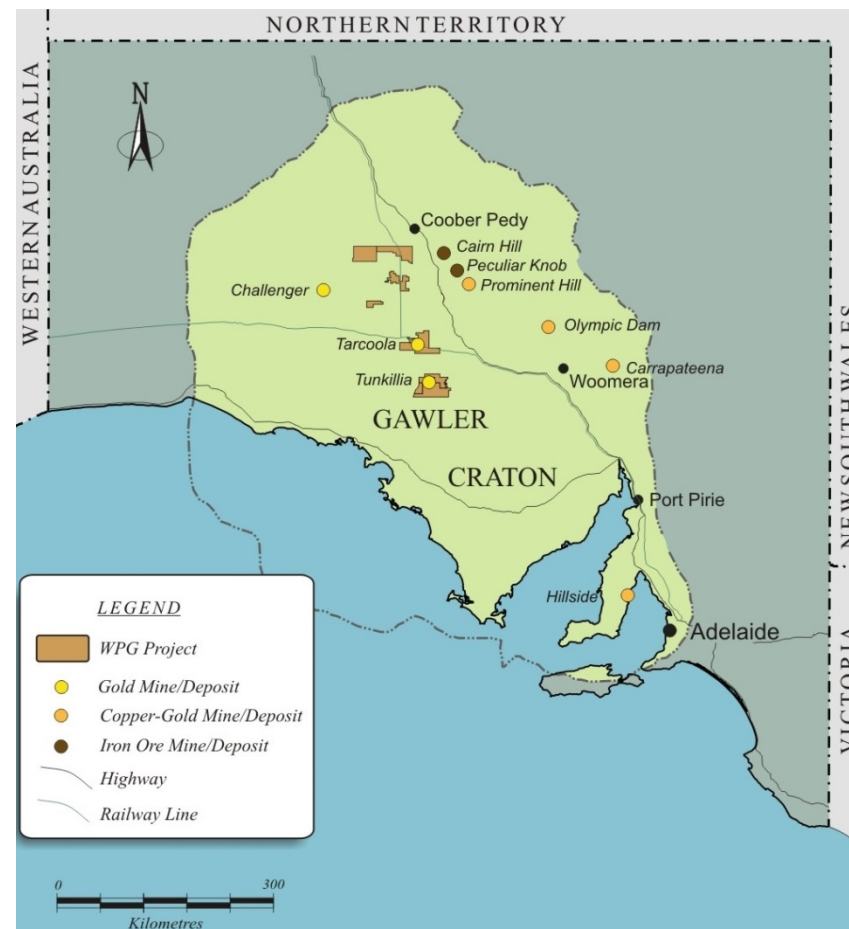 NORTHERN TERRITORY
WESTERN AUSTRALIA
N
Coober Pedy
Cairn Hill
Peculiar Knob
Prominent Hill
Challenger
Olympic Dam
Tarcoola
Carrapateena
Woomera
Tunkillia
GAWLER
CRATON
NEW SOUTH WALES
Port Pirie
Hillside
Adelaide
VICTORIA
LEGEND
WPG Project
Gold Mine/Deposit
Copper-Gold Mine/Deposit
Iron Ore Mine/Deposit
Highway
Railway Line
0 300
Kilometres